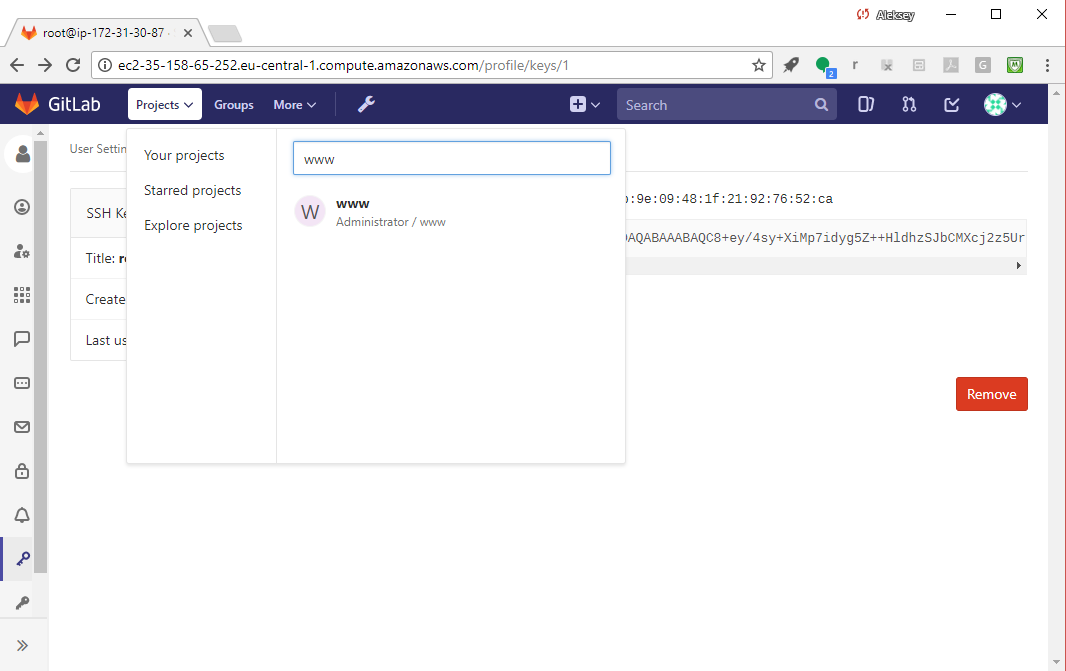 Aleksey
root@ip-172-31-30-87
ec2-35-158-65-252.eu-central-1.compute.amazonaws.com/profile/keys/1
2
r
G
GitLab
Projects
Groups
More
Search
User Settin
Your projects
Starred projects
Explore projects
www
W
www
Administrator / www
:9e:09:48:1f:21:92:76:52:ca
SSH Ke
AQABAAABAQC8+ey/4sy+XiMp7idyg5Z++HldhzSJbCMXcj2z5Ur
Title: r
Create
Last us
Remove